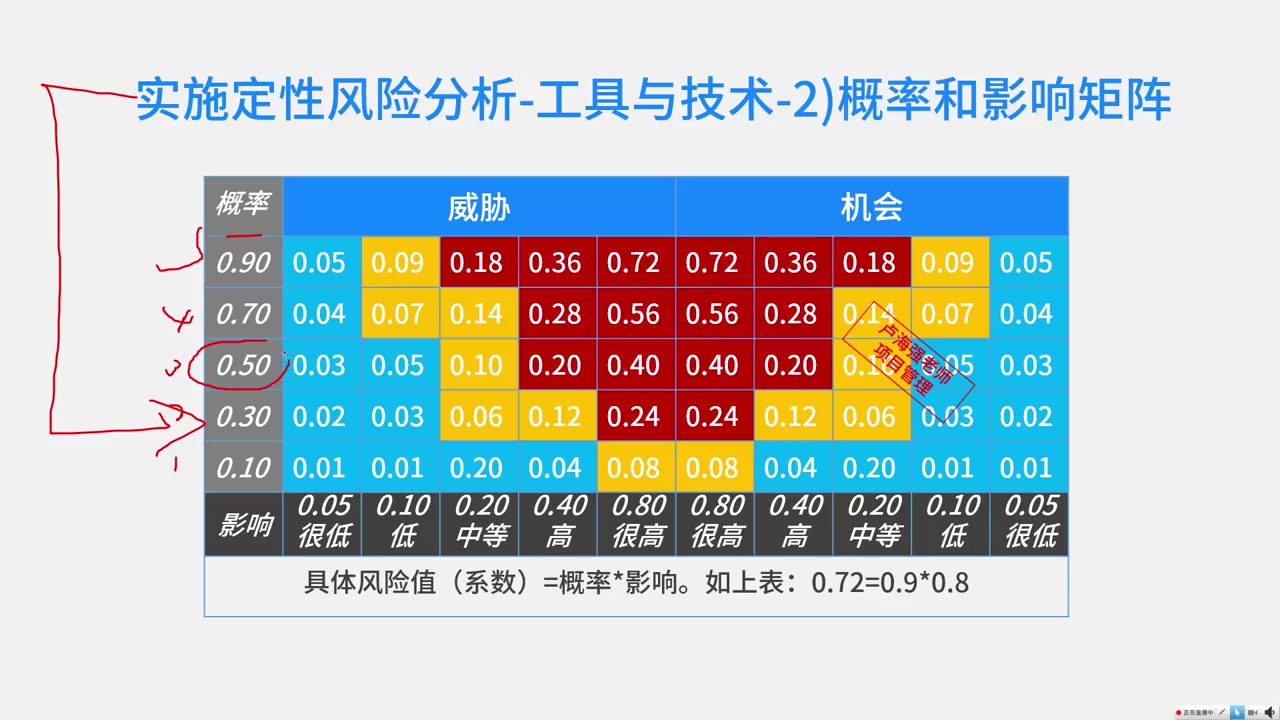 实施定性风险分析-工具与技术-2)概率和影响矩阵
概率 威胁 机会
0.90 0.05 0.09 0.18 0.36 0.72 0.72 0.36 0.18 0.09 0.05
4 0.70 0.04 0.07 0.14 0.28 0.56 0.56 0.28 0.14 0.07 0.04
3 0.50 0.03 0.05 0.10 0.20 0.40 0.40 0.20 0.10 0.05 0.03
2 0.30 0.02 0.03 0.06 0.12 0.24 0.24 0.12 0.06 0.03 0.02
1 0.10 0.01 0.01 0.20 0.04 0.08 0.08 0.04 0.20 0.01 0.01
影响 0.05 0.10 0.20 0.40 0.80 0.80 0.40 0.20 0.10 0.05
很低 低 中等 高 很高 很高 高 中等 低 很低
具体风险值（系数）=概率*影响。如上表：0.72=0.9*0.8
卢海强老师
项目管理
正在直播中